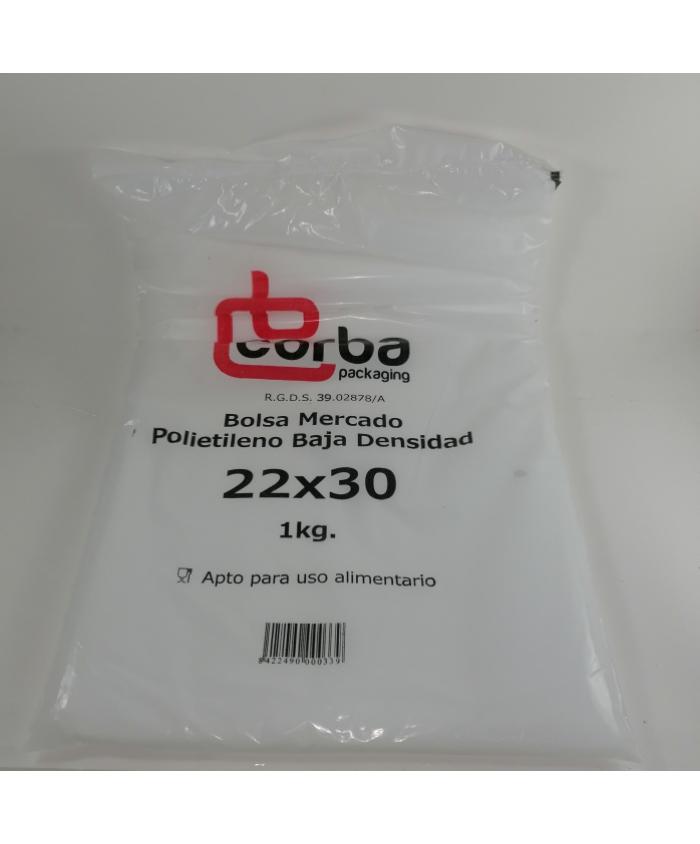 corba
packaging
R.G.D.S. 39.02878/A
Bolsa Mercado
Polietileno Baja Densidad
22x30
1kg.
Apto para uso alimentario
8422490000339